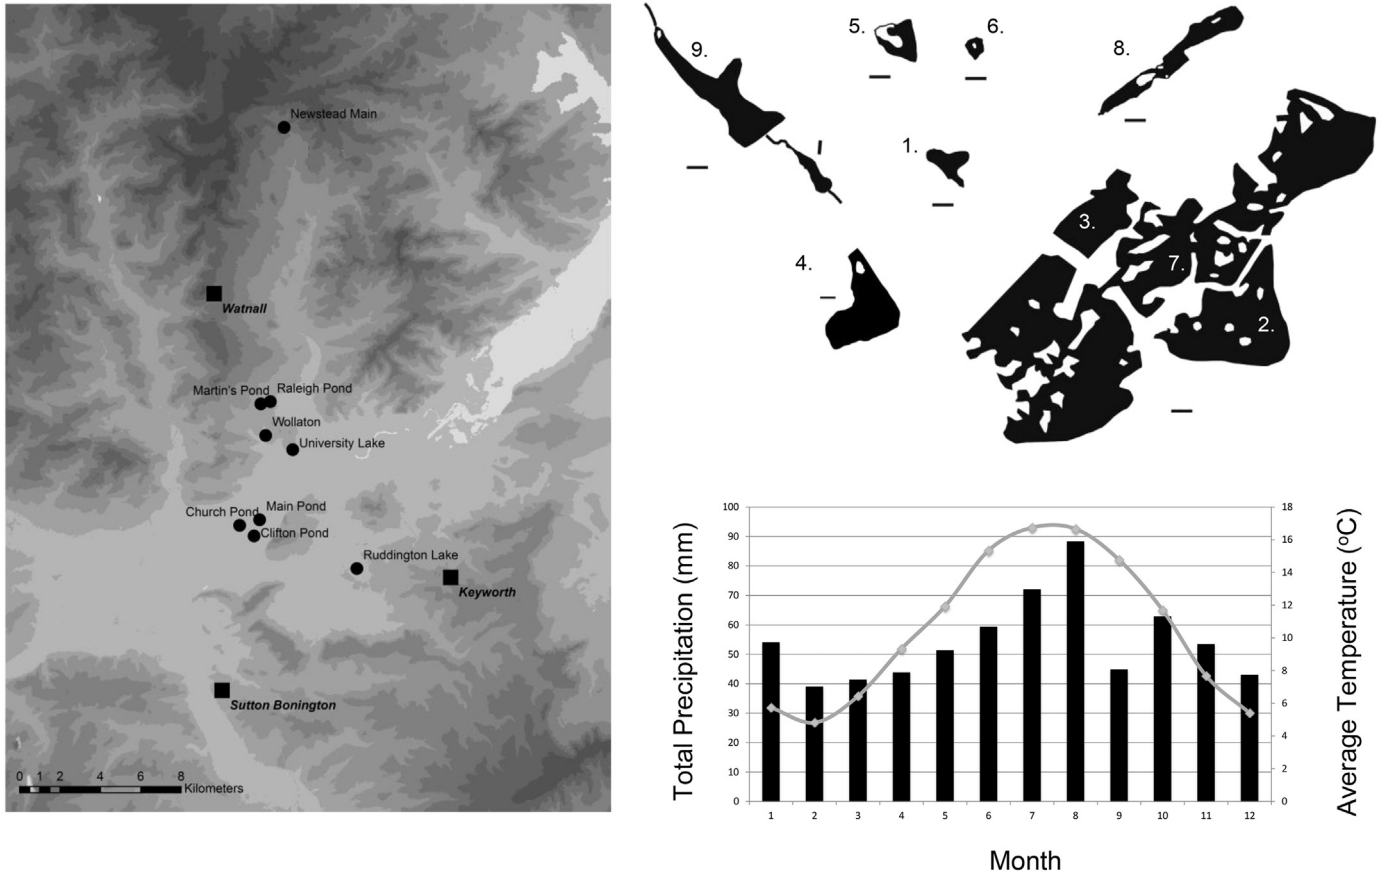 Newstead Main
Watnall
Martin's Pond Raleigh Pond
Wollaton
University Lake
Church Pond Main Pond
Clifton Pond
Ruddington Lake
Keyworth
Sutton Bonington
0 1 2 4 6 8
Kilometers
9. 5. 6. 8.
1.
3.
4. 7.
2.
Total Precipitation (mm)
100
90
80
70
60
50
40
30
20
10
0
18
16
14
12
10
8
6
4
2
0
Average Temperature (ºC)
1 2 3 4 5 6 7 8 9 10 11 12
Month